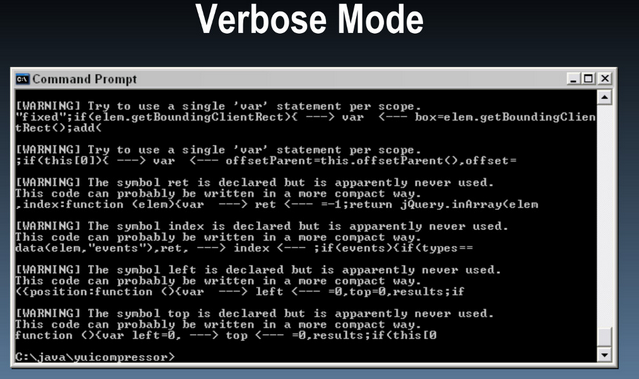 Verbose Mode
Command Prompt
[WARNING] Try to use a single 'var' statement per scope.
"fixed";if(elem.getBoundingClientRect){ ---> var  <--- box=elem.getBoundingClien
tRect();add(
[WARNING] Try to use a single 'var' statement per scope.
;if(this[0]){ ---> var  <--- offsetParent=this.offsetParent(),offset=
[WARNING] The symbol ret is declared but is apparently never used.
This code can probably be written in a more compact way.
,index:function (elem){var  ---> ret <--- =-1;return jQuery.inArray(elem
[WARNING] The symbol index is declared but is apparently never used.
This code can probably be written in a more compact way.
data(elem,"events"),ret, ---> index <--- ;if(events){if(types==
[WARNING] The symbol left is declared but is apparently never used.
This code can probably be written in a more compact way.
({position:function (){var  ---> left <--- =0,top=0,results;if
[WARNING] The symbol top is declared but is apparently never used.
This code can probably be written in a more compact way.
function (){var left=0, ---> top <--- =0,results;if(this[0
C:\java\yuicompressor>